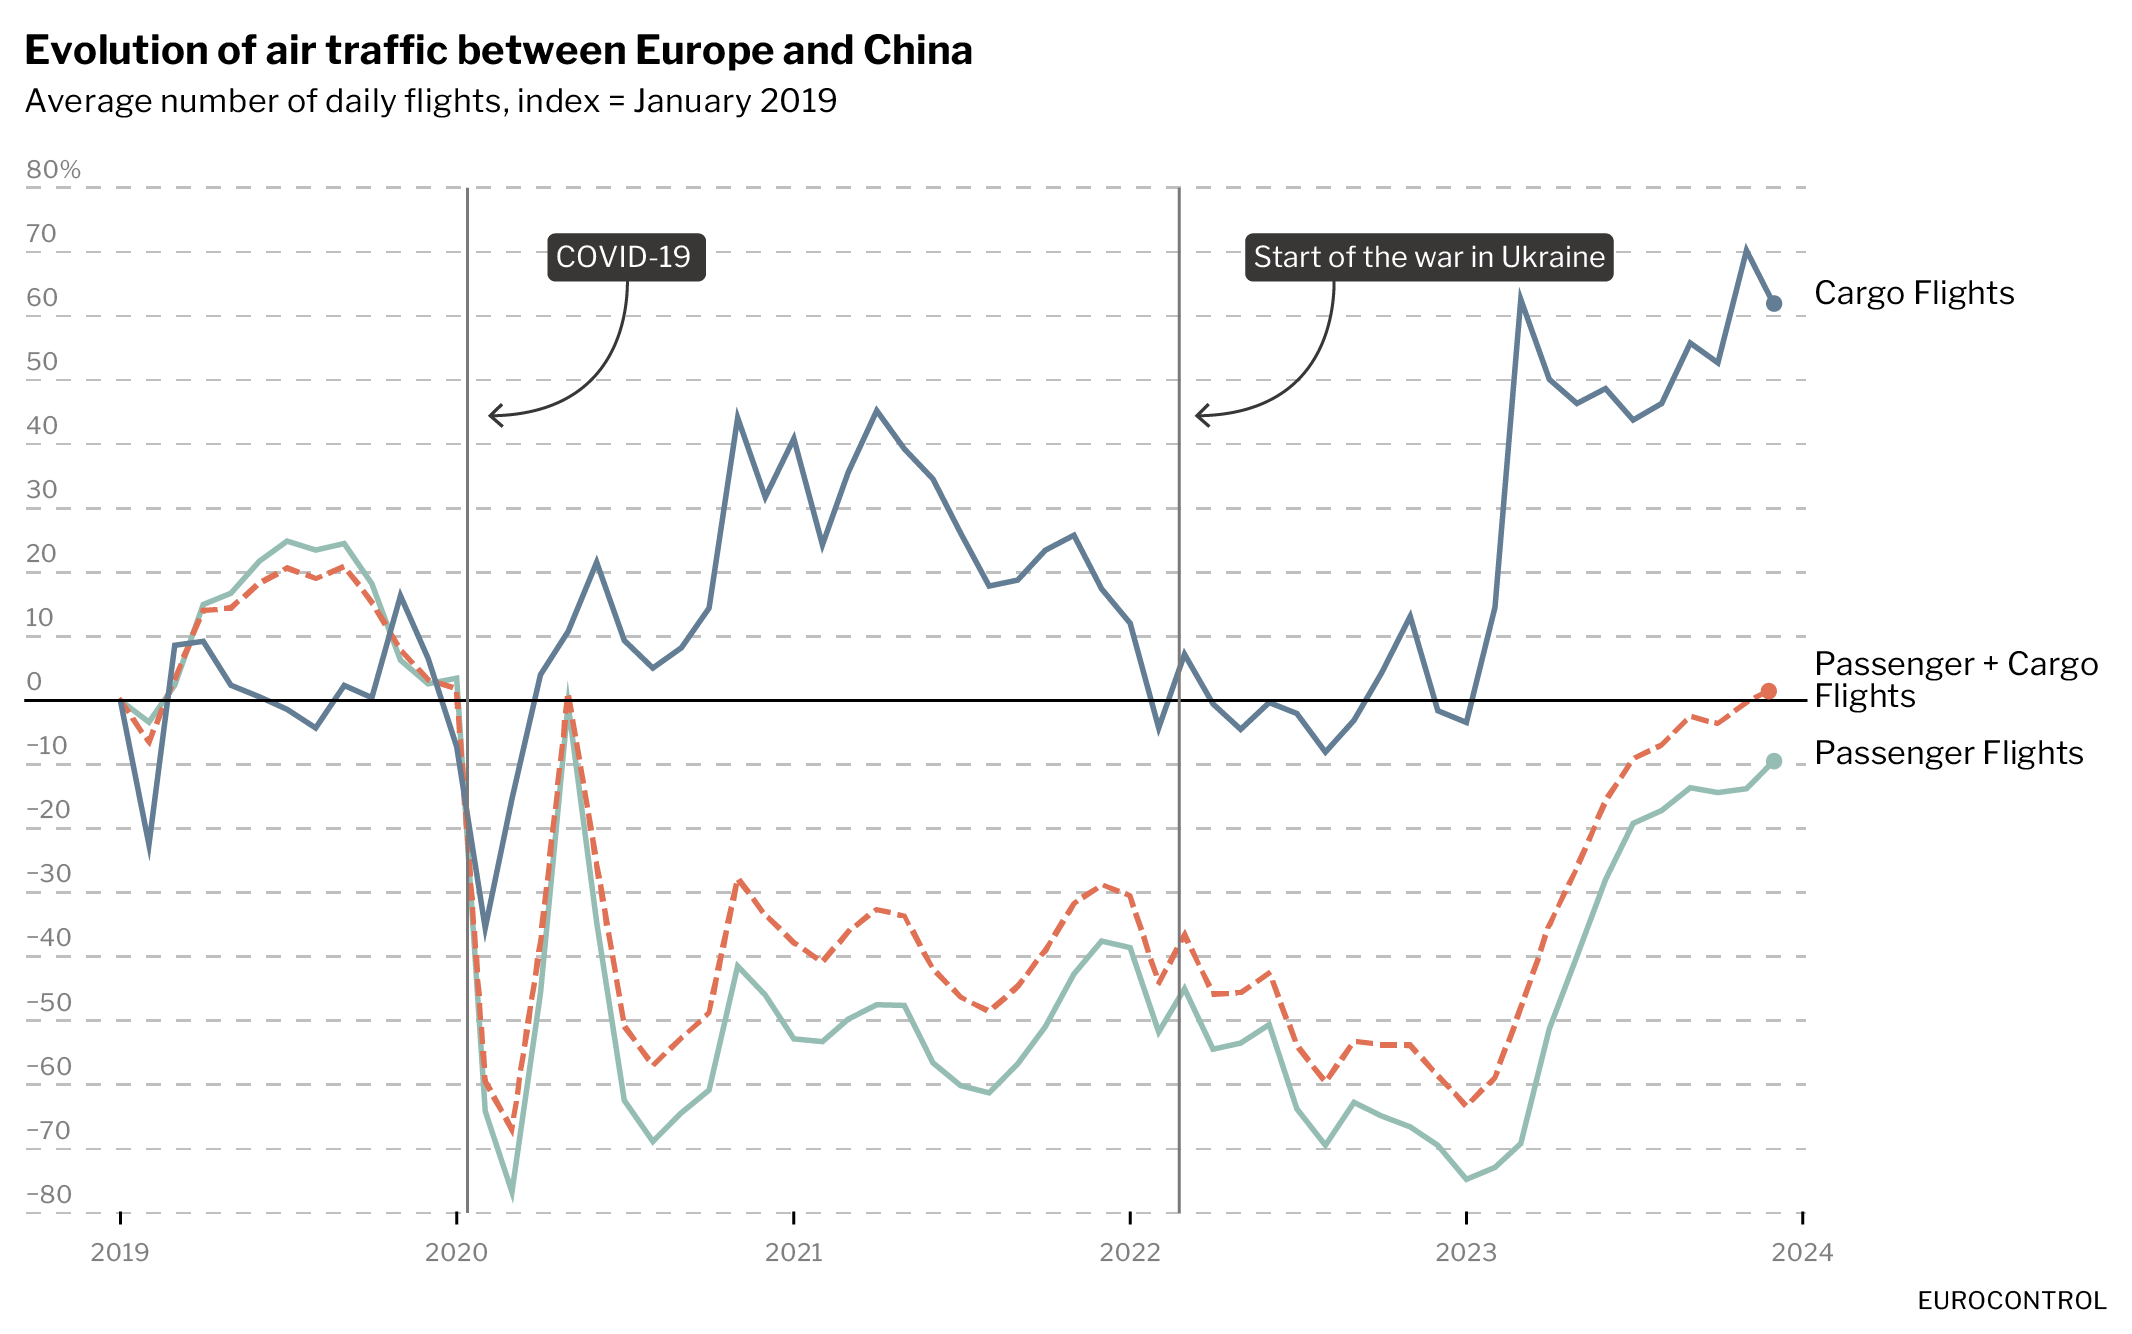 Evolution of air traffic between Europe and China
Average number of daily flights, index = January 2019
80%
70
60
50
40
30
20
10
0
−10
−20
−30
−40
−50
−60
−70
−80
COVID-19
Start of the war in Ukraine
Cargo Flights
Passenger + Cargo
Flights
Passenger Flights
2019
2020
2021
2022
2023
2024
EUROCONTROL